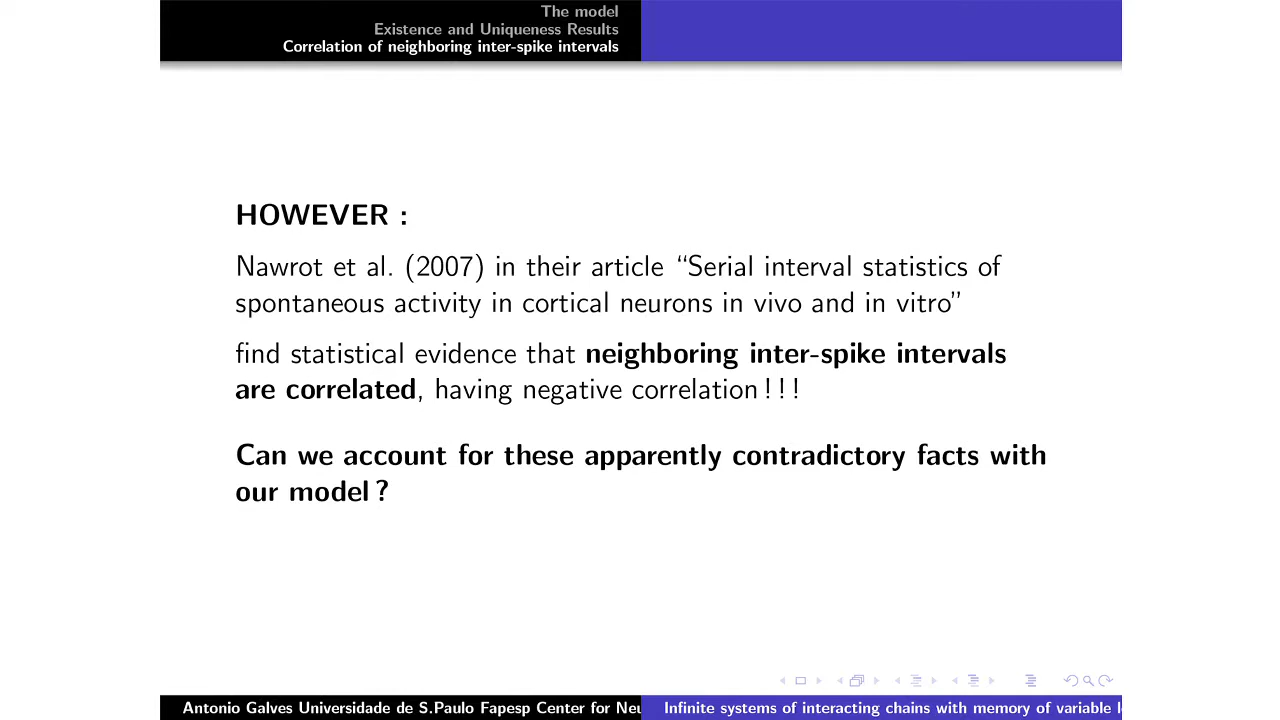 The model
Existence and Uniqueness Results
Correlation of neighboring inter-spike intervals
HOWEVER :
Nawrot et al. (2007) in their article “Serial interval statistics of
spontaneous activity in cortical neurons in vivo and in vitro”
find statistical evidence that neighboring inter-spike intervals
are correlated, having negative correlation ! ! !
Can we account for these apparently contradictory facts with
our model ?
Antonio Galves Universidade de S.Paulo Fapesp Center for Neu
Infinite systems of interacting chains with memory of variable l